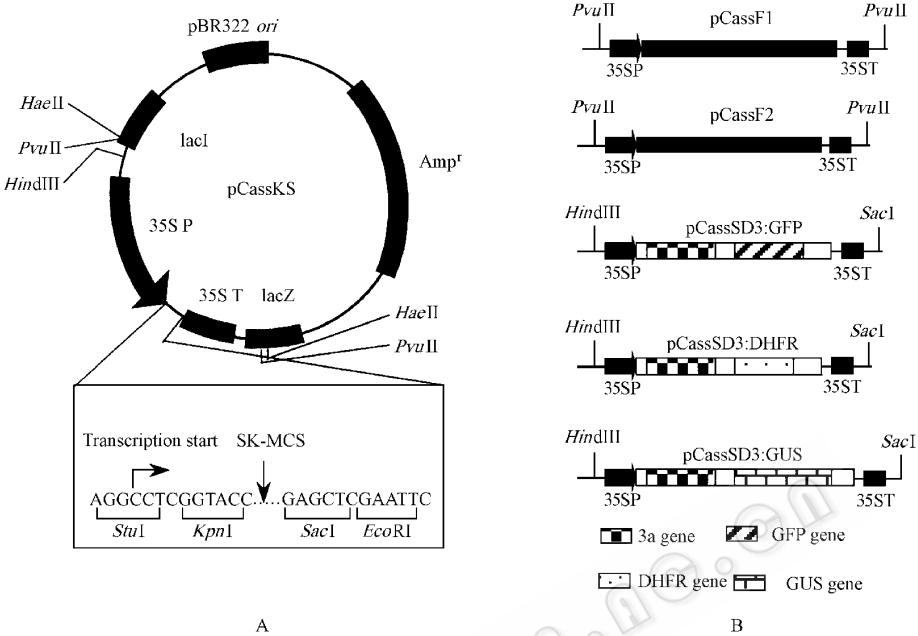 pBR322 ori
HaeII
PvuII
HindIII
lacI
pCassKS
Ampr
35S P
35S T
lacZ
HaeII
PvuII
Transcription start
SK-MCS
AGGCCTCGGTACC.....GAGCTCGAATTC
StuI
KpnI
SacI
EcoRI
A
PvuII
pCassF1
PvuII
35SP
35ST
PvuII
pCassF2
PvuII
35SP
35ST
HindIII
pCassSD3:GFP
SacI
35SP
35ST
HindIII
pCassSD3:DHFR
SacI
35SP
35ST
HindIII
pCassSD3:GUS
SacI
35SP
35ST
3a gene
GFP gene
DHFR gene
GUS gene
B